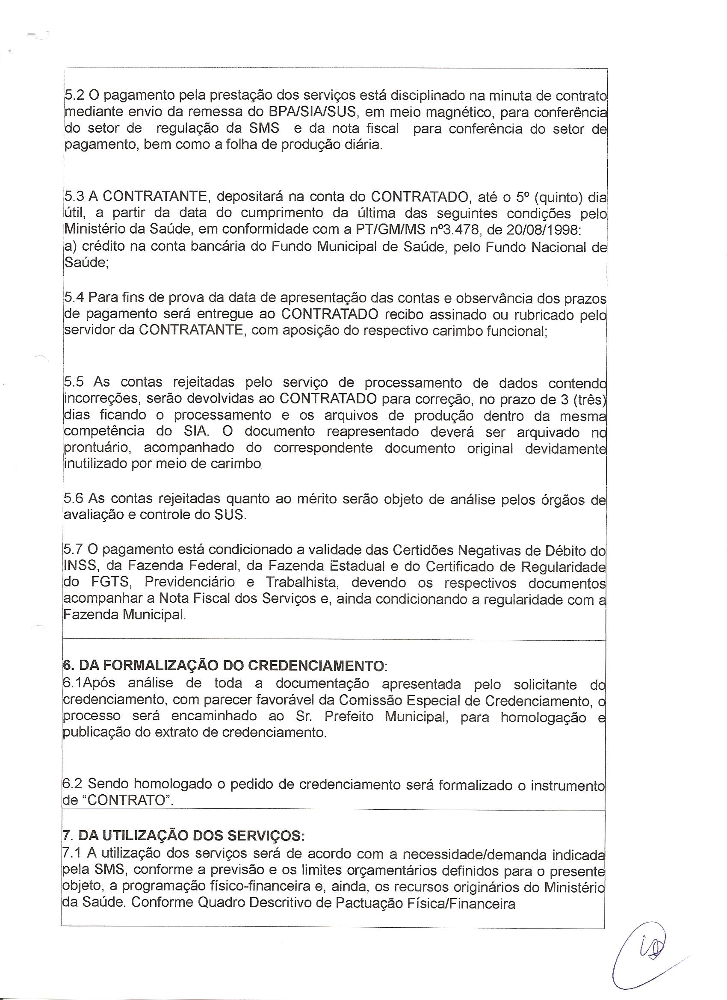 5.2 O pagamento pela prestação dos serviços está disciplinado na minuta de contrato
mediante envio da remessa do BPA/SIA/SUS, em meio magnético, para conferência
do setor de regulação da SMS e da nota fiscal para conferência do setor de
pagamento, bem como a folha de produção diária.
5.3 A CONTRATANTE, depositará na conta do CONTRATADO, até o 5º (quinto) dia
útil, a partir da data do cumprimento da última das seguintes condições pelo
Ministério da Saúde, em conformidade com a PT/GM/MS nº3.478, de 20/08/1998:
a) crédito na conta bancária do Fundo Municipal de Saúde, pelo Fundo Nacional de
Saúde;
5.4 Para fins de prova da data de apresentação das contas e observância dos prazos
de pagamento será entregue ao CONTRATADO recibo assinado ou rubricado pelo
servidor da CONTRATANTE, com aposição do respectivo carimbo funcional;
5.5 As contas rejeitadas pelo serviço de processamento de dados contendo
incorreções, serão devolvidas ao CONTRATADO para correção, no prazo de 3 (três)
dias ficando o processamento e os arquivos de produção dentro da mesma
competência do SIA. O documento reapresentado deverá ser arquivado no
prontuário, acompanhado do correspondente documento original devidamente
inutilizado por meio de carimbo.
5.6 As contas rejeitadas quanto ao mérito serão objeto de análise pelos órgãos de
avaliação e controle do SUS.
5.7 O pagamento está condicionado a validade das Certidões Negativas de Débito do
INSS, da Fazenda Federal, da Fazenda Estadual e do Certificado de Regularidade
do FGTS, Previdenciário e Trabalhista, devendo os respectivos documentos
acompanhar a Nota Fiscal dos Serviços e, ainda condicionando a regularidade com a
Fazenda Municipal.
6. DA FORMALIZAÇÃO DO CREDENCIAMENTO:
6.1Após análise de toda a documentação apresentada pelo solicitante do
credenciamento, com parecer favorável da Comissão Especial de Credenciamento, o
processo será encaminhado ao Sr. Prefeito Municipal, para homologação e
publicação do extrato de credenciamento.
6.2 Sendo homologado o pedido de credenciamento será formalizado o instrumento
de “CONTRATO”.
7. DA UTILIZAÇÃO DOS SERVIÇOS:
7.1 A utilização dos serviços será de acordo com a necessidade/demanda indicada
pela SMS, conforme a previsão e os limites orçamentários definidos para o presente
objeto, a programação físico-financeira e, ainda, os recursos originários do Ministério
da Saúde. Conforme Quadro Descritivo de Pactuação Física/Financeira